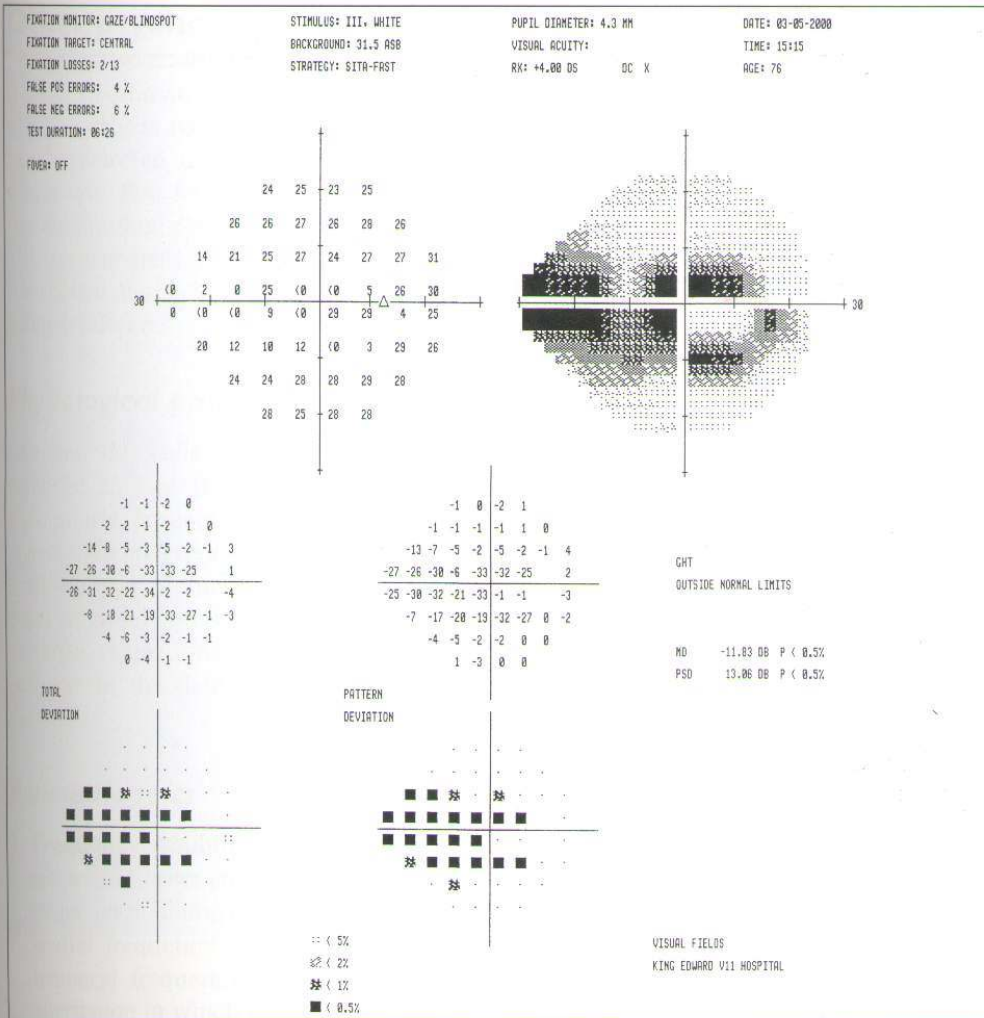 FIXATION MONITOR: GAZE/BLINDSPOT
FIXATION TARGET: CENTRAL
FIXATION LOSSES: 2/13
FALSE POS ERRORS: 4 %
FALSE NEG ERRORS: 6 %
TEST DURATION: 06:26
FOVEA: OFF
STIMULUS: III, WHITE
BACKGROUND: 31.5 ASB
STRATEGY: SITA-FAST
PUPIL DIAMETER: 4.3 MM
VISUAL ACUITY:
RX: +4.00 DS DC X
DATE: 03-05-2000
TIME: 15:15
AGE: 76
24 25 23 25
26 26 27 26 28 26
14 21 25 27 24 27 27 31
30 <0 2 0 25 <0 <0 5 26 30
0 <0 <0 9 <0 29 29 4 25
20 12 10 12 <0 3 29 26
24 24 28 28 29 28
28 25 28 28
30
-1 -1 -2 0
-2 -2 -1 -2 1 0
-14 -8 -5 -3 -5 -2 -1 3
-27 -26 -30 -6 -33 -33 -25 1
-26 -31 -32 -22 -34 -2 -2 -4
-8 -18 -21 -19 -33 -27 -1 -3
-4 -6 -3 -2 -1 -1
0 -4 -1 -1
TOTAL
DEVIATION
-1 0 -2 1
-1 -1 -1 -1 1 0
-13 -7 -5 -2 -5 -2 -1 4
-27 -26 -30 -6 -33 -32 -25 2
-25 -30 -32 -21 -33 -1 -1 -3
-7 -17 -20 -19 -32 -27 0 -2
-4 -5 -2 -2 0 0
1 -3 0 0
PATTERN
DEVIATION
GHT
OUTSIDE NORMAL LIMITS
MD -11.83 DB P < 0.5%
PSD 13.06 DB P < 0.5%
< 5%
< 2%
< 1%
< 0.5%
VISUAL FIELDS
KING EDWARD V11 HOSPITAL